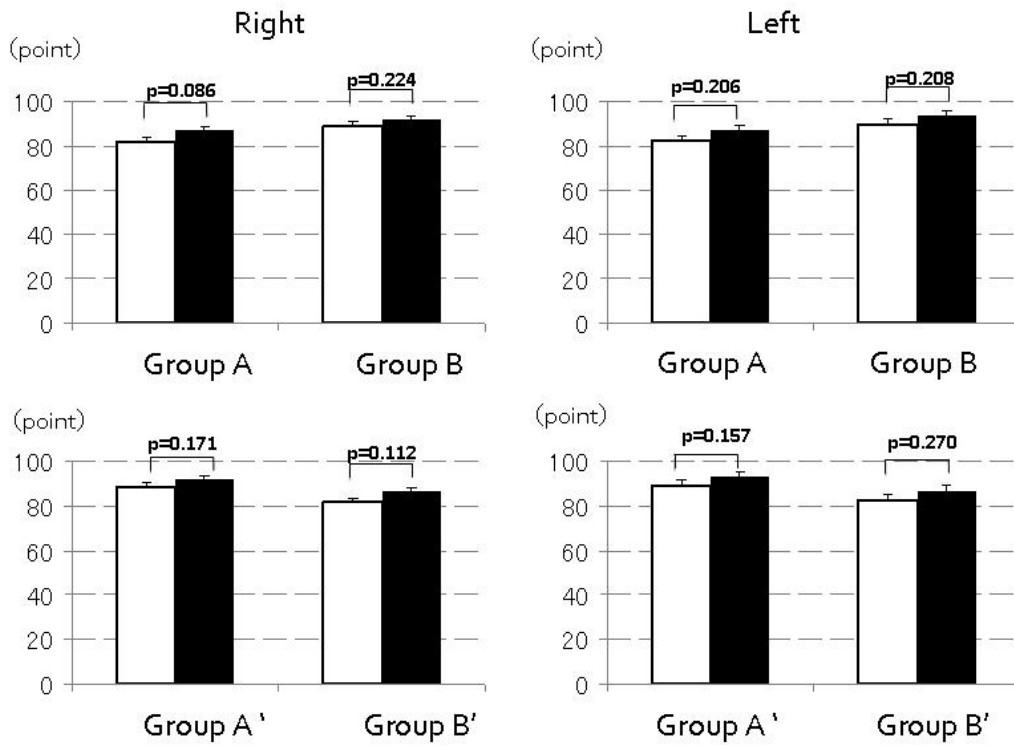 Right
(point)
p=0.086
p=0.224
100
80
60
40
20
0
Group A Group B
Left
(point)
p=0.206
p=0.208
100
80
60
40
20
0
Group A Group B
(point)
p=0.171
p=0.112
100
80
60
40
20
0
Group A‘ Group B’
(point)
p=0.157
p=0.270
100
80
60
40
20
0
Group A‘ Group B’